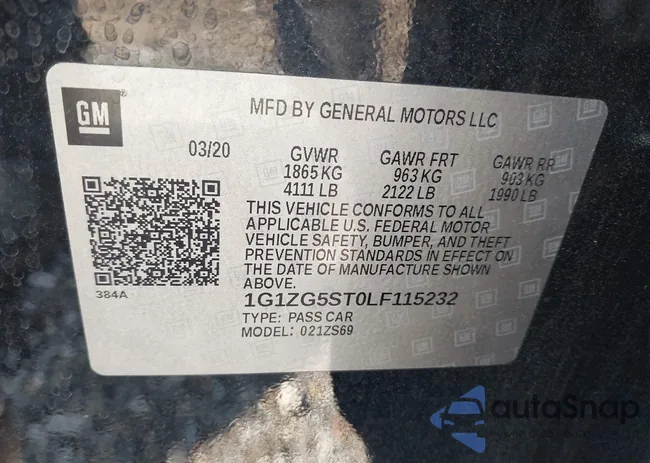 GM
MFD BY GENERAL MOTORS LLC
03/20 GVWR GAWR FRT GAWR RR
1865 KG 963 KG 903 KG
4111 LB 2122 LB 1990 LB
THIS VEHICLE CONFORMS TO ALL
APPLICABLE U.S. FEDERAL MOTOR
VEHICLE SAFETY, BUMPER, AND THEFT
PREVENTION STANDARDS IN EFFECT ON
THE DATE OF MANUFACTURE SHOWN
ABOVE.
384A
1G1ZG5ST0LF115232
TYPE: PASS CAR
MODEL: 021ZS69
autoSnap